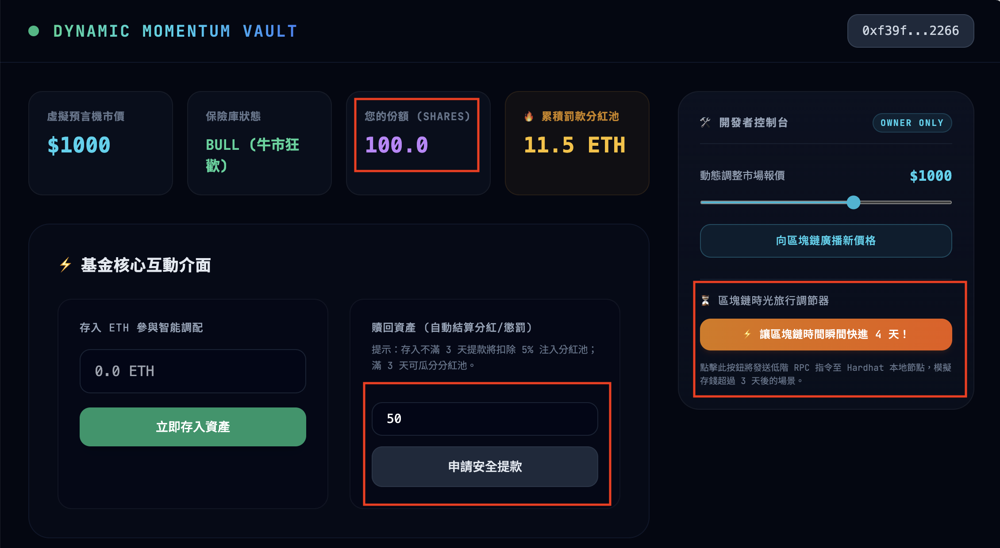 DYNAMIC MOMENTUM VAULT
0xf39f...2266
虛擬預言機市價
$1000
保險庫狀態
BULL (牛市狂
歡)
您的份額 (SHARES)
100.0
🔥 累積罰款分紅池
11.5 ETH
⚡ 基金核心互動介面
存入 ETH 參與智能調配
0.0 ETH
立即存入資產
贖回資產 (自動結算分紅/懲罰)
提示：存入不滿 3 天提款將扣除 5% 注入分紅池；
滿 3 天可瓜分分紅池。
50
申請安全提款
🛠 開發者控制台
OWNER ONLY
動態調整市場報價
$1000
向區塊鏈廣播新價格
⏳ 區塊鏈時光旅行調節器
⚡ 讓區塊鏈時間瞬間快進 4 天！
點擊此按鈕將發送低階 RPC 指令至 Hardhat 本地節點，模擬
存錢超過 3 天後的場景。